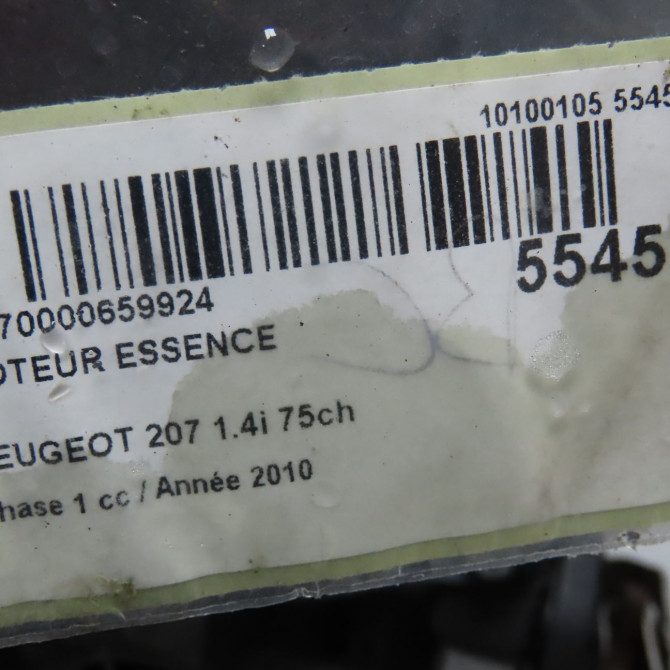 10100105 5545
5545
70000659924
OTEUR ESSENCE
EUGEOT 207 1.4i 75ch
hase 1 cc / Année 2010